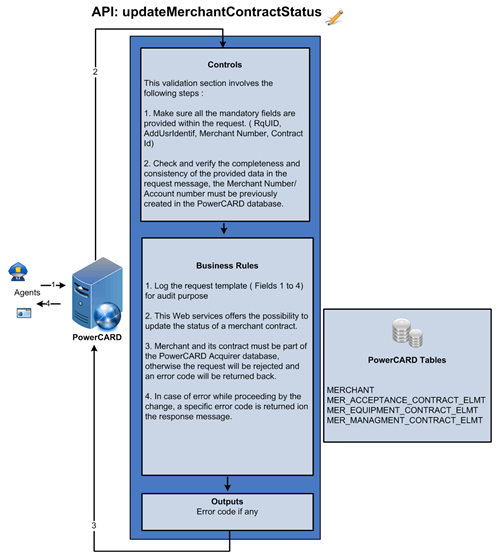 API: updateMerchantContractStatus
2
Controls
This validation section involves the
following steps :
1. Make sure all the mandatory fields are
provided within the request. ( RqUID,
AddUsrIdentif, Merchant Number, Contract
Id)
2. Check and verify the completeness and
consistency of the provided data in the
request message, the Merchant Number/
Account number must be previously
created in the PowerCARD database.
Business Rules
1. Log the request template ( Fields 1 to 4)
for audit purpose
2. This Web services offers the possibility to
update the status of a merchant contract.
3. Merchant and its contract must be part of
the PowerCARD Acquirer database,
otherwise the request will be rejected and
an error code will be returned back.
4. In case of error while proceeding by the
change, a specific error code is returned ion
the response message.
1
Agents
4
PowerCARD
PowerCARD Tables
MERCHANT
MER_ACCEPTANCE_CONTRACT_ELMT
MER_EQUIPMENT_CONTRACT_ELMT
MER_MANAGMENT_CONTRACT_ELMT
Outputs
Error code if any
3